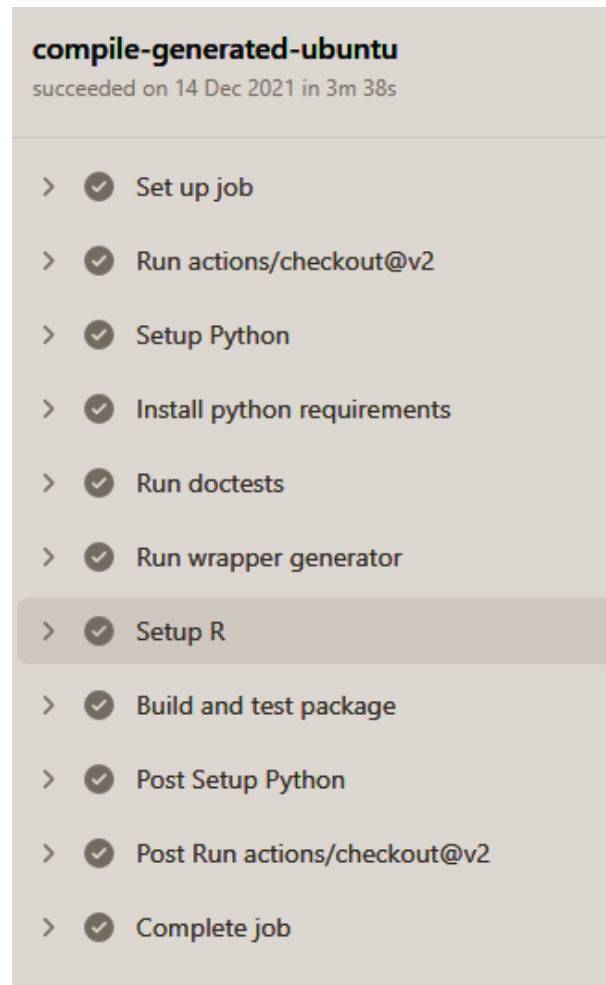 compile-generated-ubuntu
succeeded on 14 Dec 2021 in 3m 38s
Set up job
Run actions/checkout@v2
Setup Python
Install python requirements
Run doctests
Run wrapper generator
Setup R
Build and test package
Post Setup Python
Post Run actions/checkout@v2
Complete job